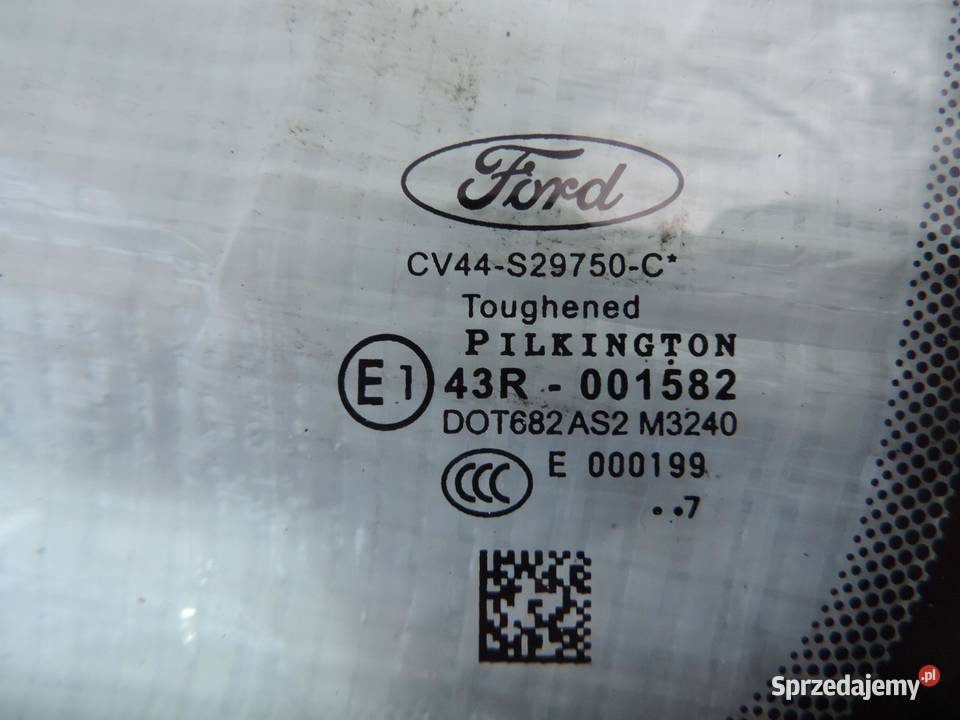 Ford
CV44-S29750-C*
Toughened
PILKINGTON
E1 43R - 001582
DOT682 AS2 M3240
CCC E 000199
..7
Sprzedajemy.pl